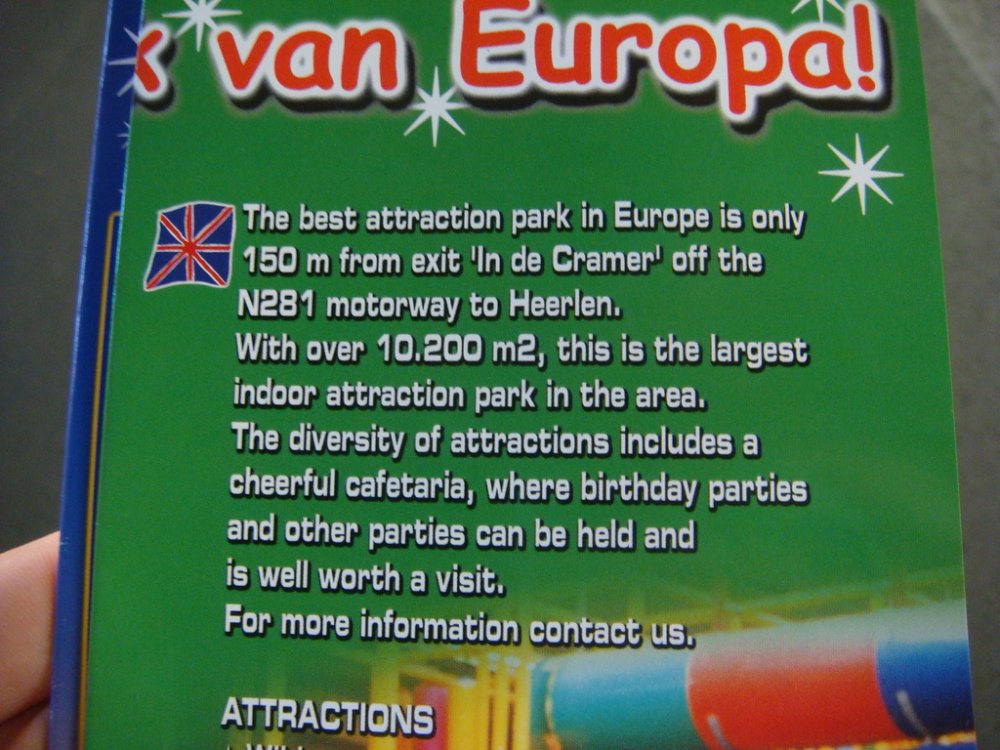 van Europa!
The best attraction park in Europe is only
150 m from exit 'In de Cramer' off the
N281 motorway to Heerlen.
With over 10.200 m2, this is the largest
indoor attraction park in the area.
The diversity of attractions includes a
cheerful cafetaria, where birthday parties
and other parties can be held and
is well worth a visit.
For more information contact us.
ATTRACTIONS